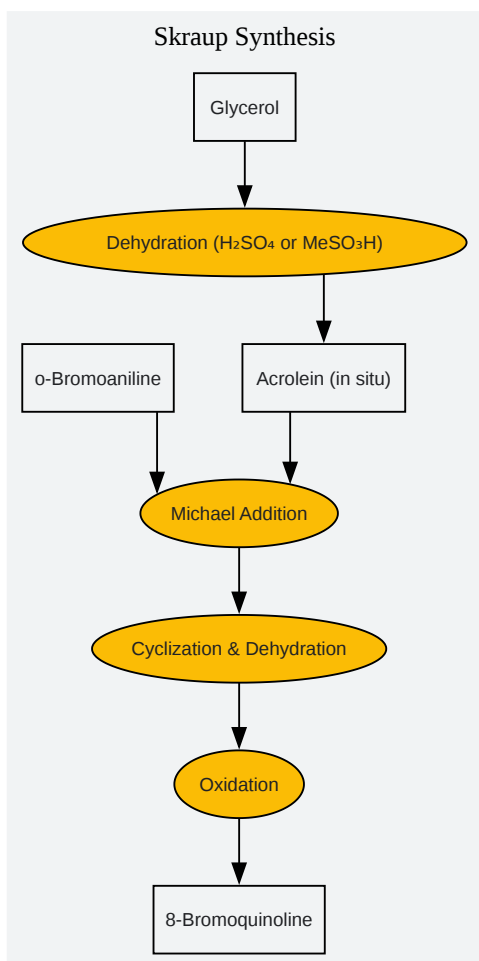 Skraup Synthesis
Glycerol
Dehydration (H₂SO₄ or MeSO₃H)
o-Bromoaniline
Acrolein (in situ)
Michael Addition
Cyclization & Dehydration
Oxidation
8-Bromoquinoline